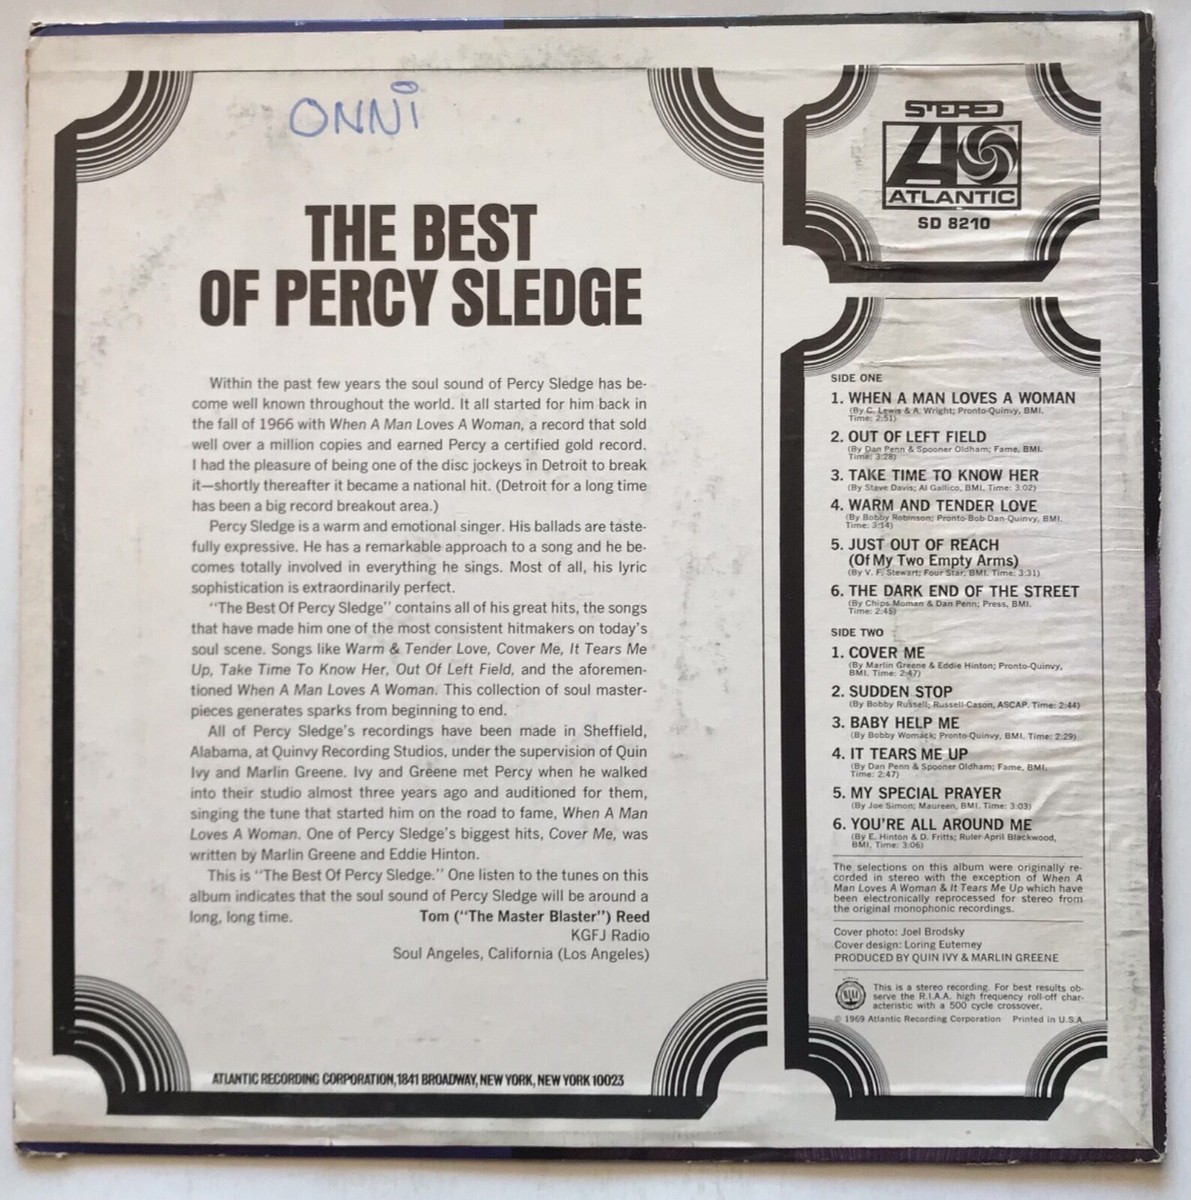 ONNi
THE BEST
OF PERCY SLEDGE
Within the past few years the soul sound of Percy Sledge has be-
come well known throughout the world. It all started for him back in
the fall of 1966 with When A Man Loves A Woman, a record that sold
well over a million copies and earned Percy a certified gold record.
I had the pleasure of being one of the disc jockeys in Detroit to break
it—shortly thereafter it became a national hit. (Detroit for a long time
has been a big record breakout area.)
Percy Sledge is a warm and emotional singer. His ballads are taste-
fully expressive. He has a remarkable approach to a song and he be-
comes totally involved in everything he sings. Most of all, his lyric
sophistication is extraordinarily perfect.
"The Best Of Percy Sledge" contains all of his great hits, the songs
that have made him one of the most consistent hitmakers on today's
soul scene. Songs like Warm & Tender Love, Cover Me, It Tears Me
Up, Take Time To Know Her, Out Of Left Field, and the aforemen-
tioned When A Man Loves A Woman. This collection of soul master-
pieces generates sparks from beginning to end.
All of Percy Sledge's recordings have been made in Sheffield,
Alabama, at Quinvy Recording Studios, under the supervision of Quin
Ivy and Marlin Greene. Ivy and Greene met Percy when he walked
into their studio almost three years ago and auditioned for them,
singing the tune that started him on the road to fame, When A Man
Loves A Woman. One of Percy Sledge's biggest hits, Cover Me, was
written by Marlin Greene and Eddie Hinton.
This is "The Best Of Percy Sledge." One listen to the tunes on this
album indicates that the soul sound of Percy Sledge will be around a
long, long time. Tom ("The Master Blaster") Reed
KGFJ Radio
Soul Angeles, California (Los Angeles)
ATLANTIC RECORDING CORPORATION, 1841 BROADWAY, NEW YORK, NEW YORK 10023
STEREO
A
ATLANTIC
SD 8210
SIDE ONE
1. WHEN A MAN LOVES A WOMAN
(By C. Lewis & A. Wright; Pronto-Quinvy, BMI.
Time: 2:51)
2. OUT OF LEFT FIELD
(By Dan Penn & Spooner Oldham; Fame, BMI.
Time: 3:28)
3. TAKE TIME TO KNOW HER
(By Steve Davis; Al Gallico, BMI. Time: 3:02)
4. WARM AND TENDER LOVE
(By Bobby Robinson; Pronto-Bob-Dan-Quinvy, BMI.
Time: 3:14)
5. JUST OUT OF REACH
(Of My Two Empty Arms)
(By V. F. Stewart; Four Star, BMI. Time: 3:31)
6. THE DARK END OF THE STREET
(By Chips Moman & Dan Penn; Press, BMI.
Time: 2:45)
SIDE TWO
1. COVER ME
(By Marlin Greene & Eddie Hinton; Pronto-Quinvy,
BMI. Time: 2:47)
2. SUDDEN STOP
(By Bobby Russell; Russell-Cason, ASCAP. Time: 2:44)
3. BABY HELP ME
(By Bobby Womack; Pronto-Quinvy, BMI. Time: 2:29)
4. IT TEARS ME UP
(By Dan Penn & Spooner Oldham; Fame, BMI.
Time: 2:47)
5. MY SPECIAL PRAYER
(By Joe Simon; Maureen, BMI. Time: 3:03)
6. YOU'RE ALL AROUND ME
(By E. Hinton & D. Fritts; Ruler-April Blackwood,
BMI. Time: 3:06)
The selections on this album were originally re-
corded in stereo with the exception of When A
Man Loves A Woman & It Tears Me Up which have
been electronically reprocessed for stereo from
the original monophonic recordings.
Cover photo: Joel Brodsky
Cover design: Loring Eutemey
PRODUCED BY QUIN IVY & MARLIN GREENE
This is a stereo recording. For best results ob-
serve the R.I.A.A. high frequency roll-off char-
acteristic with a 500 cycle crossover.
© 1969 Atlantic Recording Corporation Printed in U.S.A.